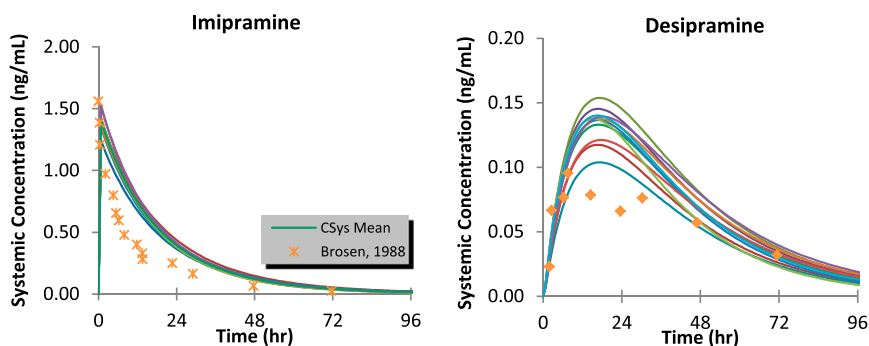 Imipramine
Systemic Concentration (ng/mL)
2.00
1.50
1.00
0.50
0.00
CSys Mean
Brosen, 1988
0 24 48 72 96
Time (hr)
Desipramine
Systemic Concentration (ng/mL)
0.20
0.15
0.10
0.05
0.00
0 24 48 72 96
Time (hr)